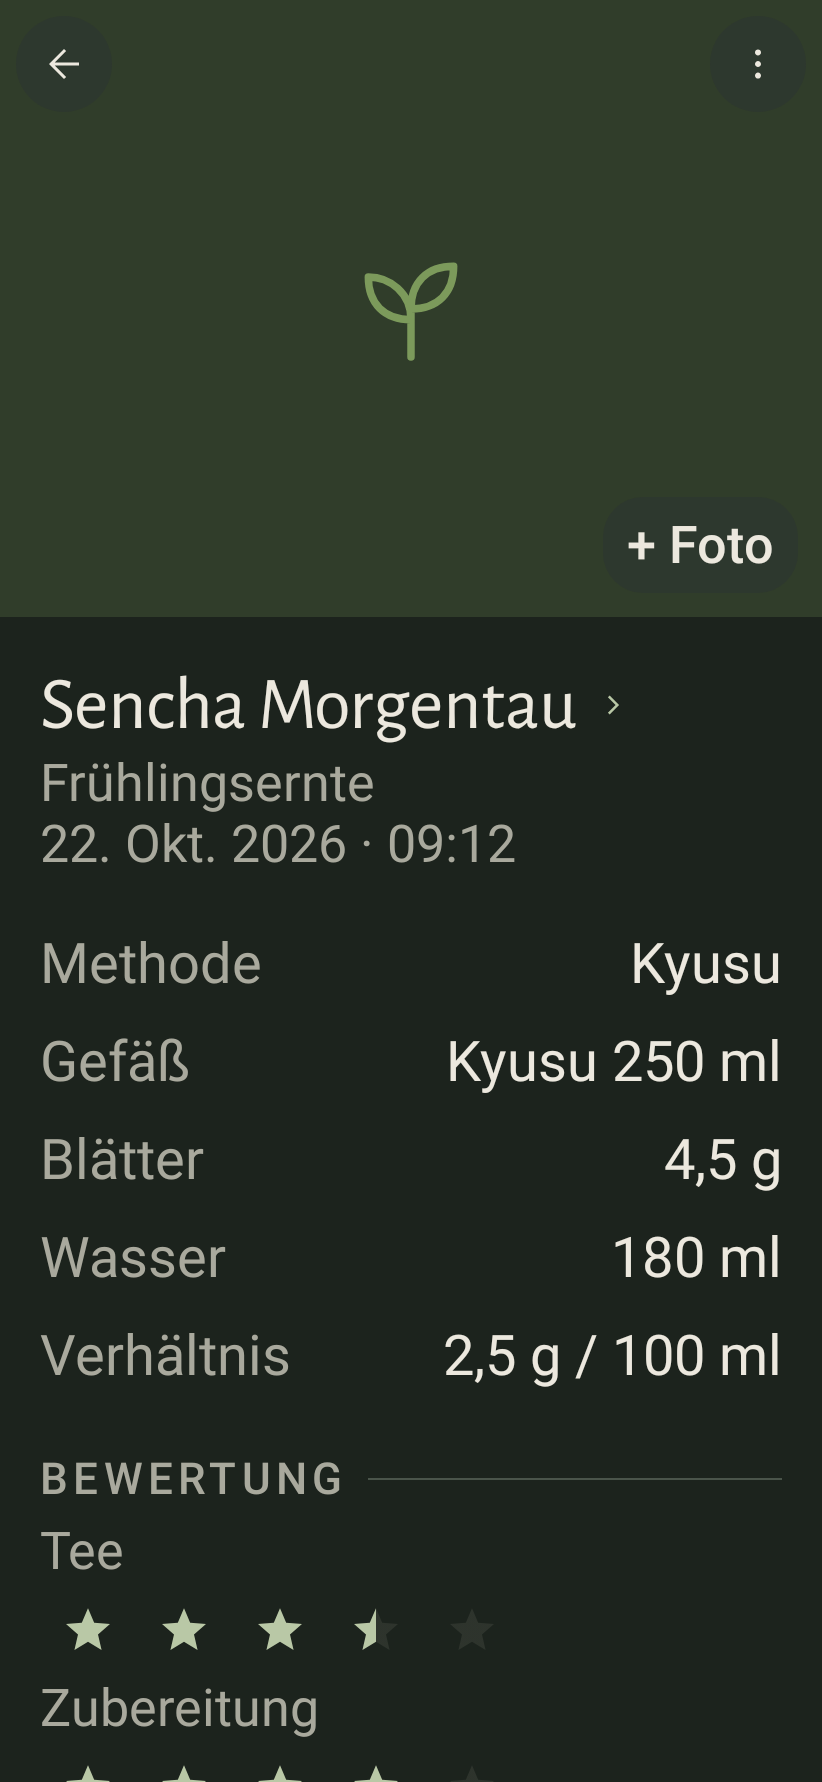 + Foto
Sencha Morgentau
Frühlingsernte
22. Okt. 2026 · 09:12
Methode Kyusu
Gefäß Kyusu 250 ml
Blätter 4,5 g
Wasser 180 ml
Verhältnis 2,5 g / 100 ml
BEWERTUNG
Tee
Zubereitung